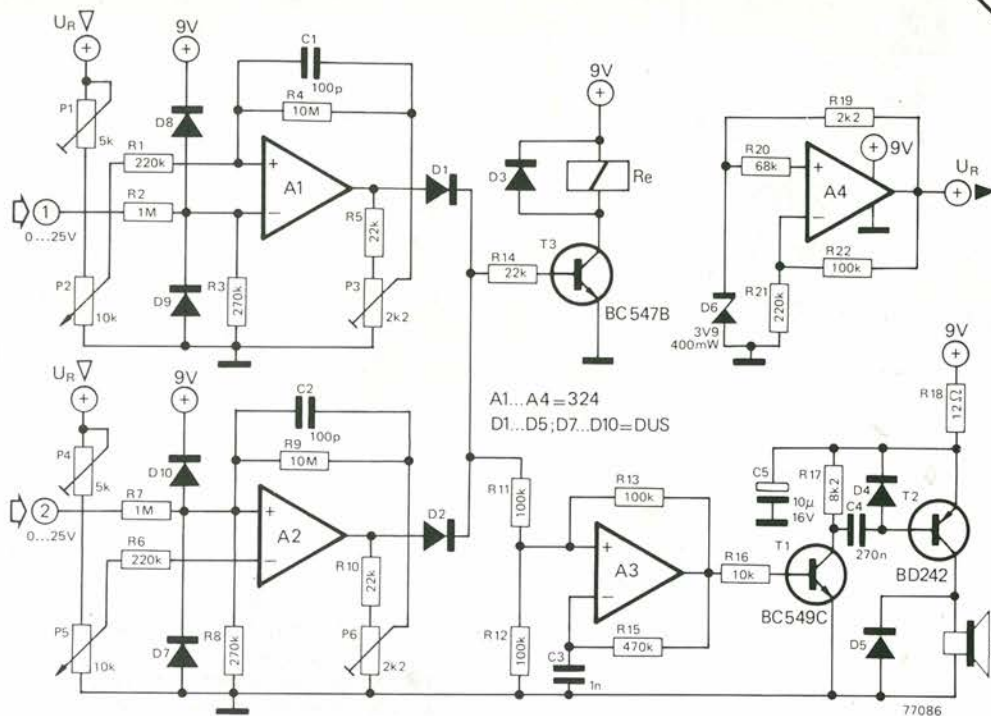 UR
9V
C1
100p
R4
10M
P1
5k
D8
R1
220k
+
A1
R2
1M
−
1
0...25V
P2
10k
D9
R3
270k
R5
22k
P3
2k2
D1
9V
D3
Re
R14
22k
T3
BC547B
R19
2k2
R20
68k
+
9V
A4
−
UR
+
R22
100k
R21
220k
D6
3V9
400mW
UR
9V
C2
100p
R9
10M
P4
5k
D10
R7
1M
+
A2
−
2
0...25V
R6
220k
P5
10k
D7
R8
270k
R10
22k
P6
2k2
D2
A1...A4=324
D1...D5;D7...D10=DUS
R11
100k
R12
100k
R13
100k
+
A3
−
R15
470k
C3
1n
R16
10k
T1
BC549C
C5
10µ
16V
R17
8k2
C4
270n
D4
T2
BD242
9V
R18
12Ω
D5
77086